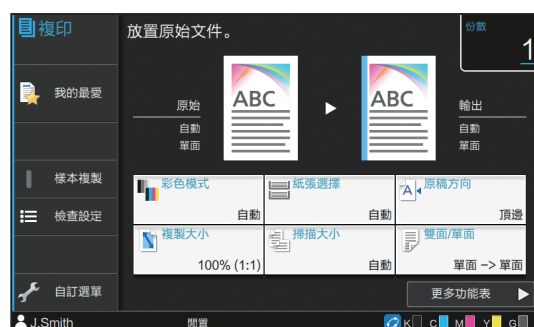 複印
放置原始文件。
份數
1
我的最愛
原始
自動
單面
ABC
ABC
輸出
自動
單面
樣本複製
檢查設定
自訂選單
彩色模式
自動
紙張選擇
自動
A
原稿方向
頂邊
複製大小
100% (1:1)
掃描大小
自動
雙面/單面
單面 -> 單面
更多功能表
J.Smith
閒置
K C M Y G